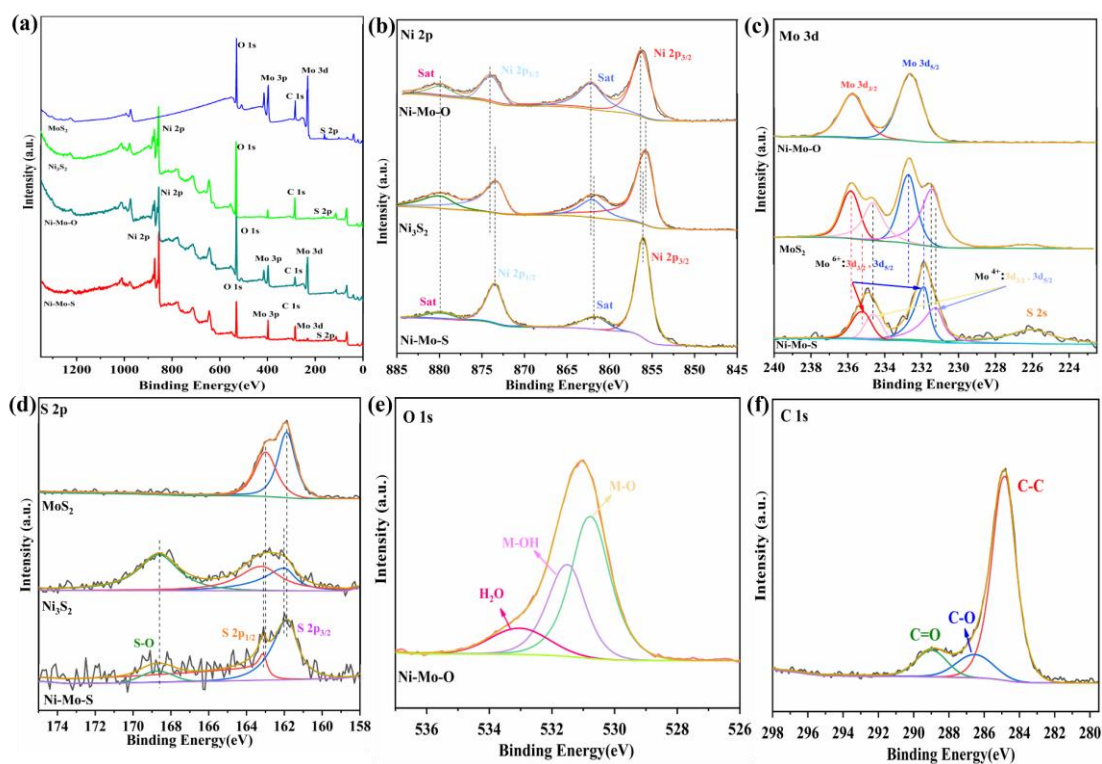 (a)
O 1s
Mo 3d
Mo 3p
C 1s
S 2p
MoS2
Ni 2p
O 1s
C 1s
Ni3S2
S 2p
Ni 2p
O 1s
Mo 3d
Mo 3p
C 1s
Ni-Mo-O
O 1s
C 1s
Mo 3p
Mo 3d
S 2p
Ni-Mo-S
Intensity (a.u.)
1000 800 600 400 200 0
Binding Energy(eV)
(b)
Ni 2p
Ni 2p3/2
Ni 2p1/2
Sat
Sat
Ni-Mo-O
Ni3S2
Ni 2p1/2
Ni 2p3/2
Sat
Sat
Ni-Mo-S
Intensity (a.u.)
885 880 875 870 865 860 855 850 845
Binding Energy(eV)
(c)
Mo 3d
Mo 3d5/2
Mo 3d3/2
Ni-Mo-O
MoS2
Mo 6+:3d3/2 - 3d5/2
Mo 4+:3d3/2 - 3d5/2
S 2s
Ni-Mo-S
Intensity (a.u.)
240 238 236 234 232 230 228 226 224
Binding Energy(eV)
(d)
S 2p
MoS2
Ni3S2
S-O
S 2p1/2
S 2p3/2
Ni-Mo-S
Intensity (a.u.)
175 174 172 170 168 166 164 162 160 158
Binding Energy(eV)
(e)
O 1s
M-O
M-OH
H2O
Ni-Mo-O
Intensity (a.u.)
536 534 532 530 528 526
Binding Energy(eV)
(f)
C 1s
C-C
C-O
C=O
Intensity (a.u.)
298 296 294 292 290 288 286 284 282 280
Binding Energy(eV)